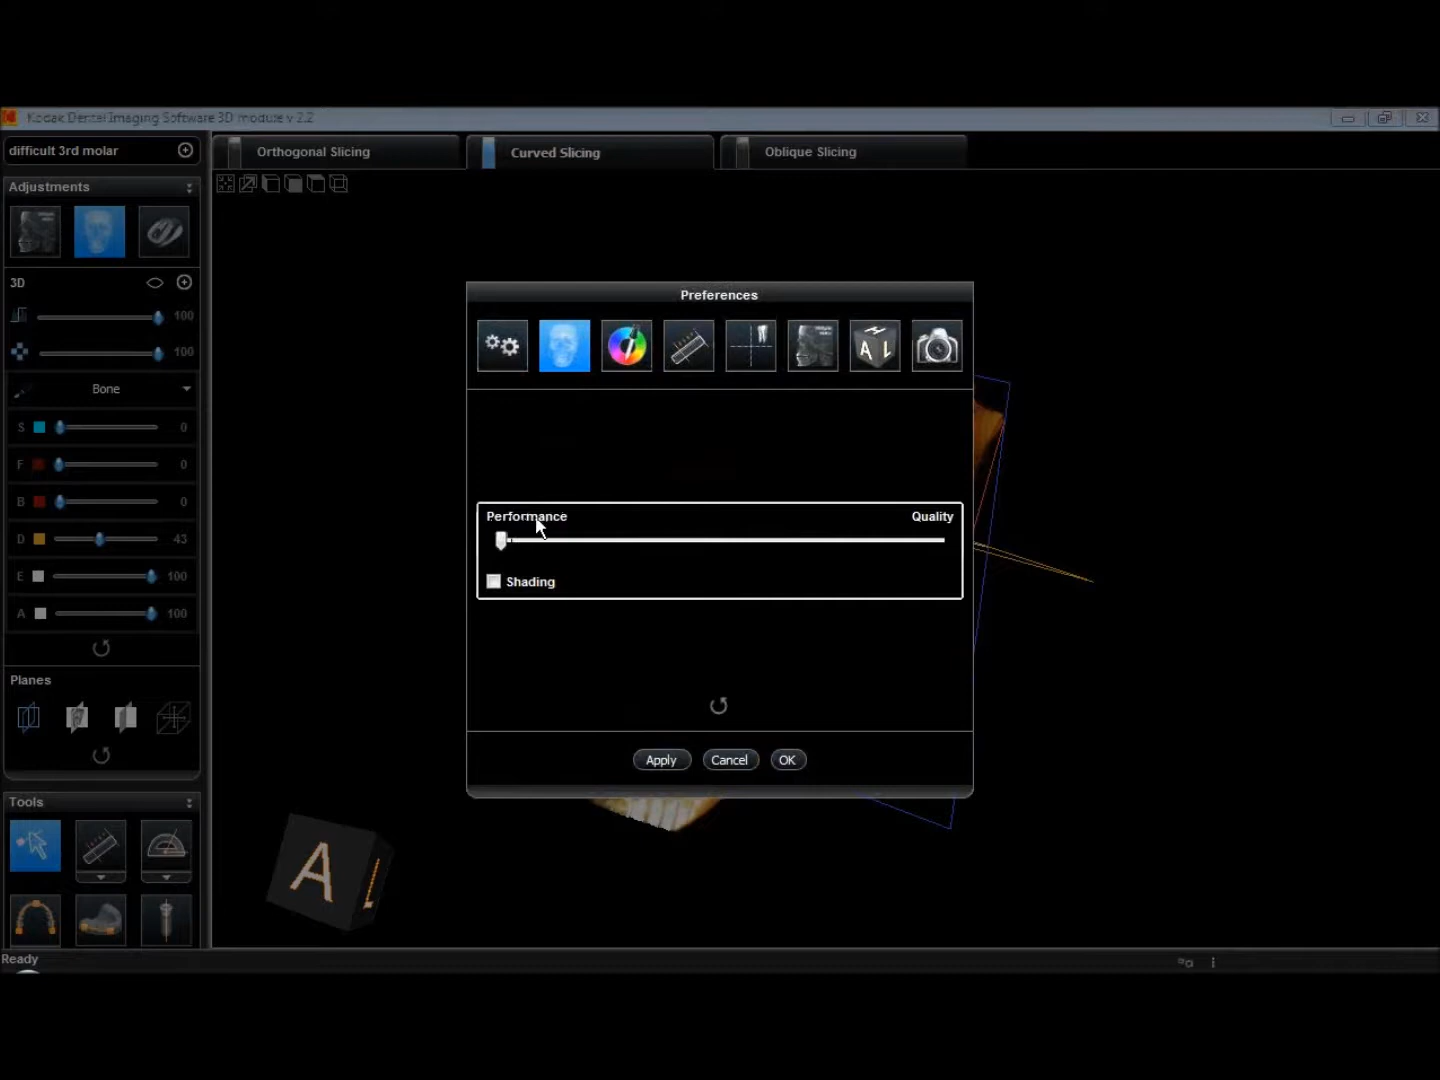 Kodak Dental Imaging Software 3D module v 2.2
difficult 3rd molar
Orthogonal Slicing
Curved Slicing
Oblique Slicing
Adjustments
3D
100
100
Bone
S 0
F 0
B 0
D 43
E 100
A 100
Planes
Tools
Preferences
A L
Performance
Quality
Shading
Apply
Cancel
OK
A L
Ready